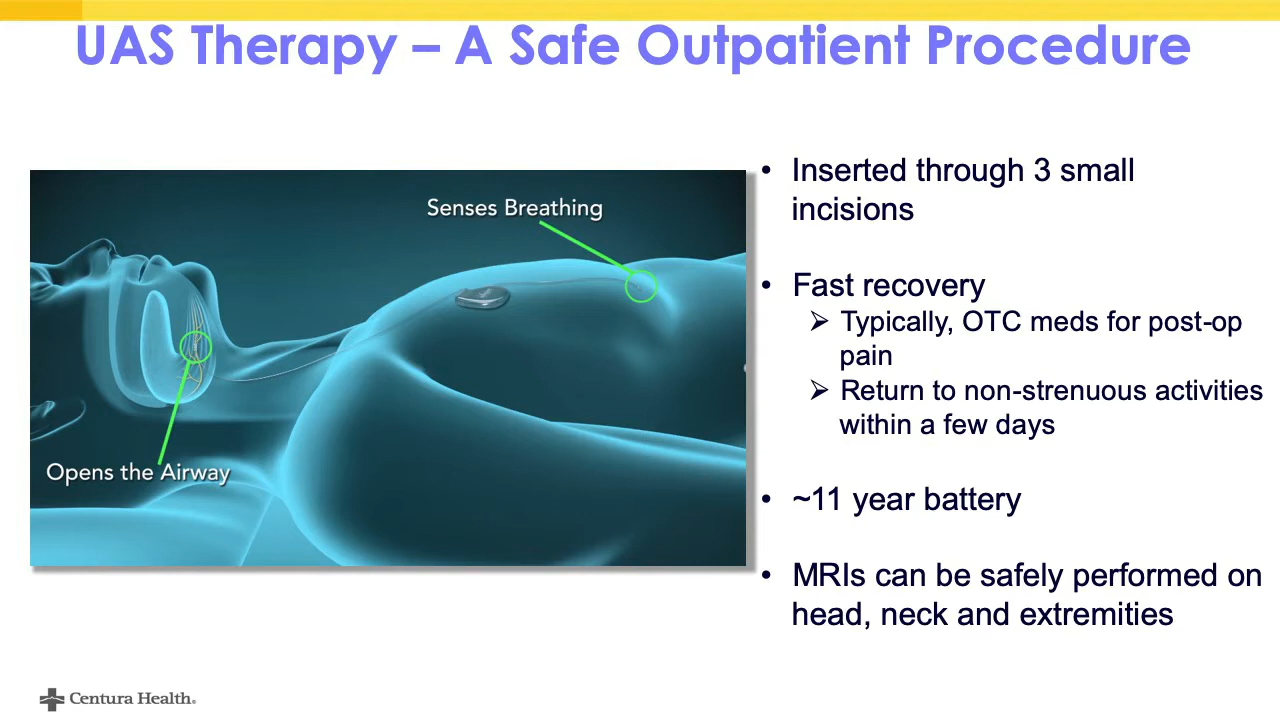 UAS Therapy – A Safe Outpatient Procedure
Senses Breathing
Opens the Airway
• Inserted through 3 small
incisions
• Fast recovery
➢ Typically, OTC meds for post-op
pain
➢ Return to non-strenuous activities
within a few days
• ~11 year battery
• MRIs can be safely performed on
head, neck and extremities
Centura Health.